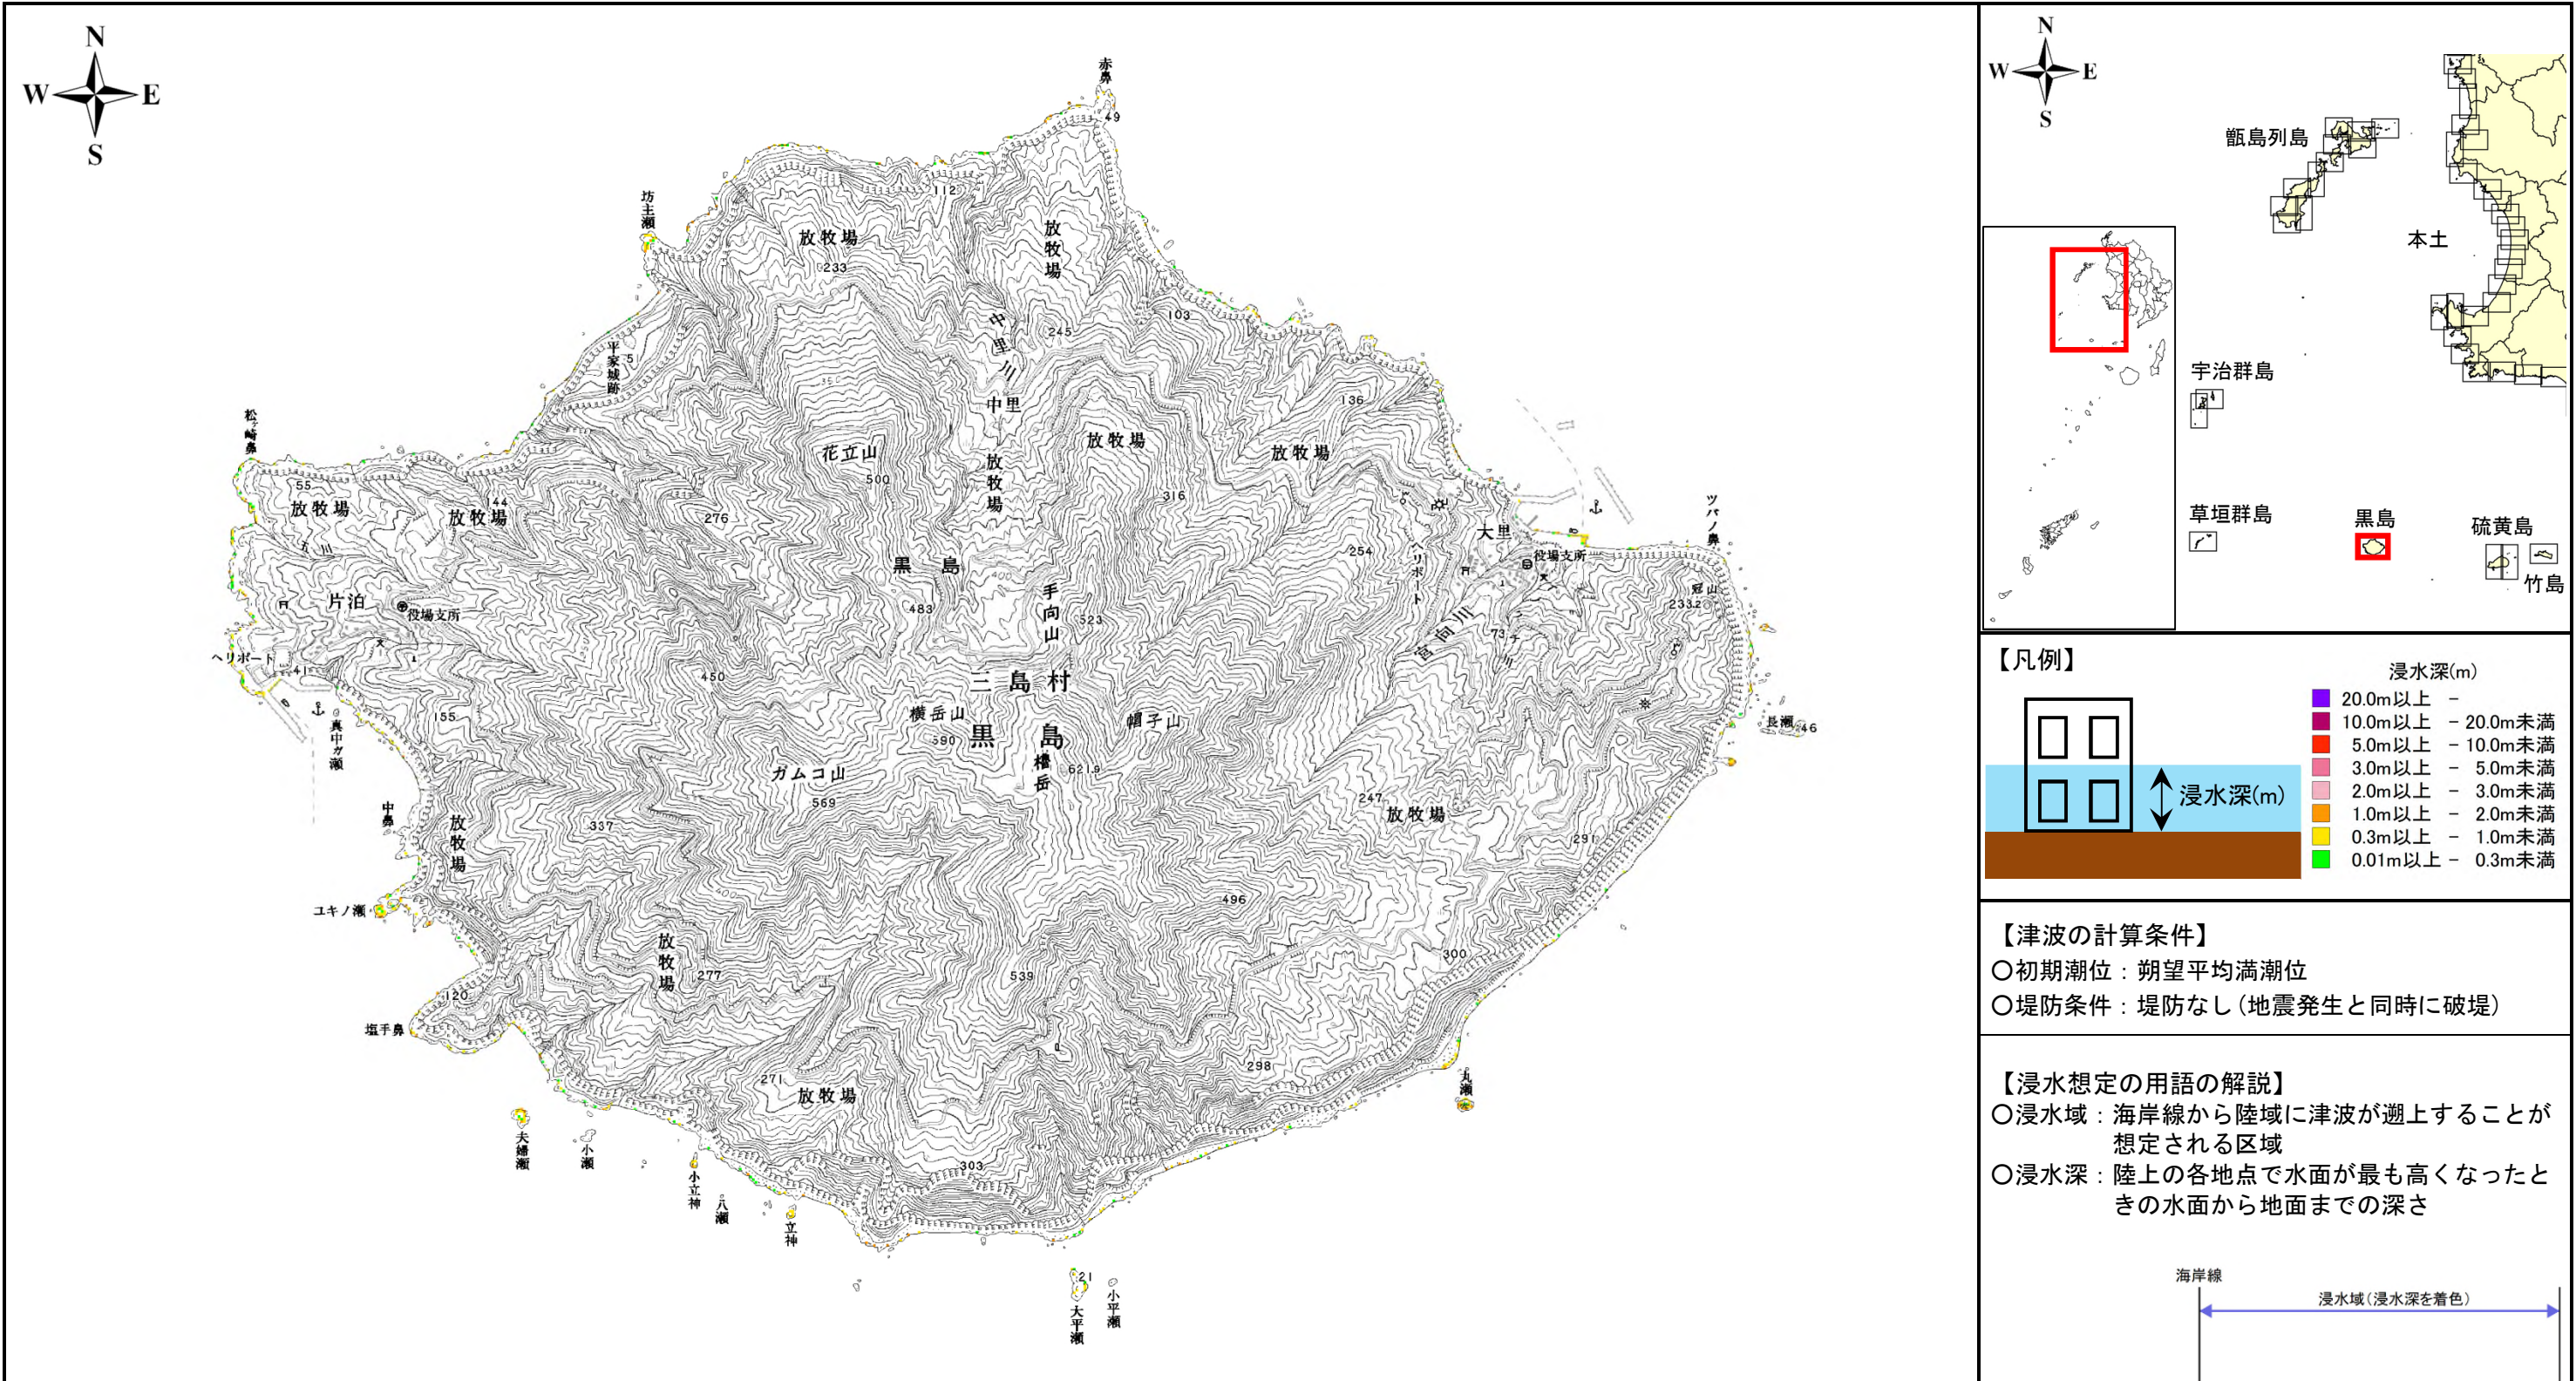 N
W
E
S
赤鼻
49
坊主瀬
112
放牧場
放牧場
233
中里川
245
103
平家城跡
5
136
中里
松ヶ崎鼻
放牧場
放牧場
花立山
500
放牧場
55
放牧場
144
放牧場
276
316
ツバノ鼻
大里
254
役場支所
ヘリポート
黒島
片泊
役場支所
483
手向山
523
冠山
233.2
宮向川
73
ヘリポート
41
450
三島村
155
横岳山
帽子山
590
黒島
長瀬
46
真中ガ瀬
櫓岳
621.9
ガムコ山
569
247
放牧場
中鼻
放牧場
337
291
ユキノ瀬
496
放牧場
277
539
300
120
塩手鼻
271
放牧場
298
丸瀬
夫婦瀬
小瀬
303
小立神
八瀬
立神
21
大平瀬
小平瀬
N
W
E
S
甑島列島
本土
宇治群島
草垣群島
黒島
硫黄島
竹島
【凡例】
浸水深(m)
20.0m以上 -
10.0m以上 - 20.0m未満
5.0m以上 - 10.0m未満
3.0m以上 - 5.0m未満
2.0m以上 - 3.0m未満
1.0m以上 - 2.0m未満
0.3m以上 - 1.0m未満
0.01m以上 - 0.3m未満
浸水深(m)
【津波の計算条件】
○初期潮位：朔望平均満潮位
○堤防条件：堤防なし(地震発生と同時に破堤)
【浸水想定の用語の解説】
○浸水域：海岸線から陸域に津波が遡上することが
想定される区域
○浸水深：陸上の各地点で水面が最も高くなったと
きの水面から地面までの深さ
海岸線
浸水域(浸水深を着色)